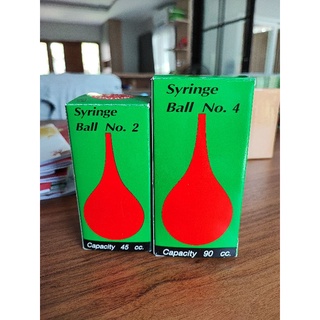 Syringe
Ball No. 2
Capacity 45 cc.
Syringe
Ball No. 4
Capacity 90 cc.